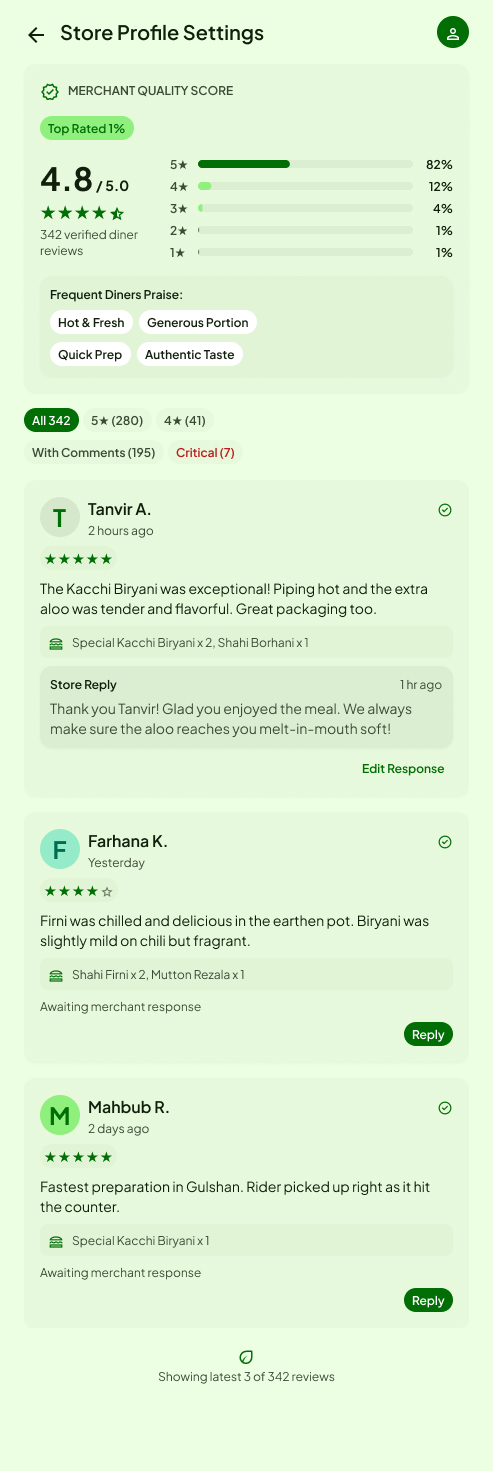 Store Profile Settings
MERCHANT QUALITY SCORE
Top Rated 1%
4.8 / 5.0
342 verified diner
reviews
5★ 82%
4★ 12%
3★ 4%
2★ 1%
1★ 1%
Frequent Diners Praise:
Hot & Fresh Generous Portion
Quick Prep Authentic Taste
All 342 5★ (280) 4★ (41)
With Comments (195) Critical (7)
T Tanvir A.
2 hours ago
★★★★★
The Kacchi Biryani was exceptional! Piping hot and the extra
aloo was tender and flavorful. Great packaging too.
Special Kacchi Biryani x 2, Shahi Borhani x 1
Store Reply 1 hr ago
Thank you Tanvir! Glad you enjoyed the meal. We always
make sure the aloo reaches you melt-in-mouth soft!
Edit Response
F Farhana K.
Yesterday
★★★★☆
Firni was chilled and delicious in the earthen pot. Biryani was
slightly mild on chili but fragrant.
Shahi Firni x 2, Mutton Rezala x 1
Awaiting merchant response
Reply
M Mahbub R.
2 days ago
★★★★★
Fastest preparation in Gulshan. Rider picked up right as it hit
the counter.
Special Kacchi Biryani x 1
Awaiting merchant response
Reply
Showing latest 3 of 342 reviews